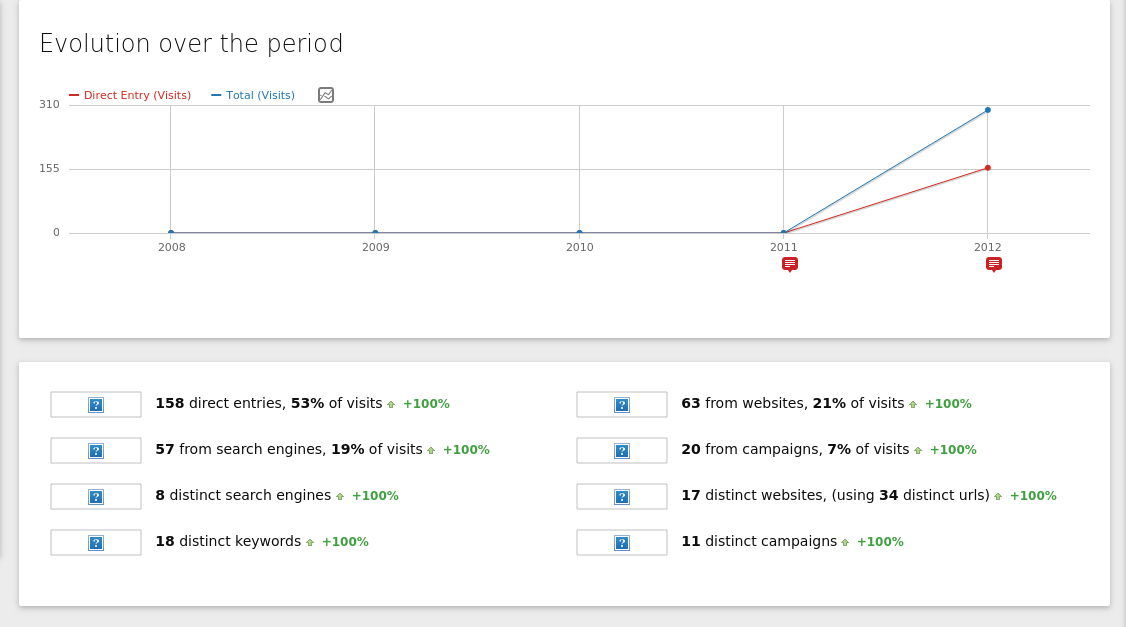 Evolution over the period
Direct Entry (Visits) Total (Visits)
310
155
0
2008 2009 2010 2011 2012
158 direct entries, 53% of visits +100%
63 from websites, 21% of visits +100%
57 from search engines, 19% of visits +100%
20 from campaigns, 7% of visits +100%
8 distinct search engines +100%
17 distinct websites, (using 34 distinct urls) +100%
18 distinct keywords +100%
11 distinct campaigns +100%